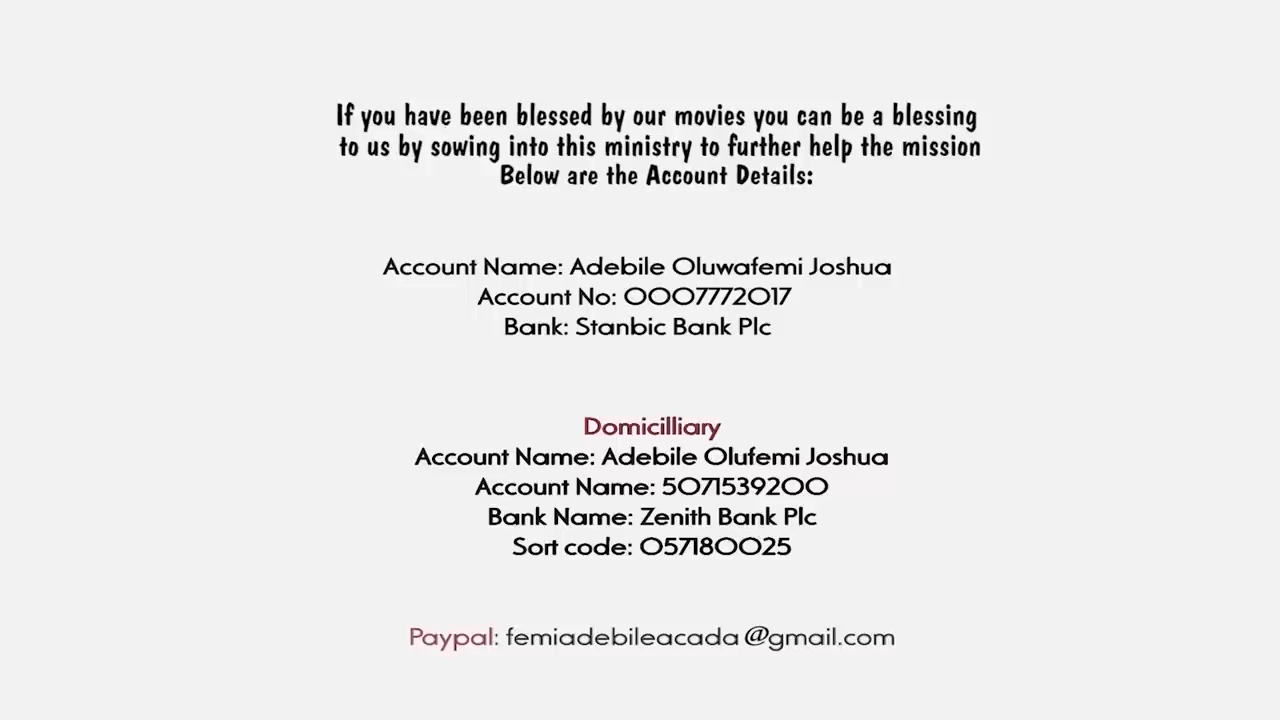 If you have been blessed by our movies you can be a blessing
to us by sowing into this ministry to further help the mission
Below are the Account Details:
Account Name: Adebile Oluwafemi Joshua
Account No: 0007772017
Bank: Stanbic Bank Plc
Domicilliary
Account Name: Adebile Olufemi Joshua
Account Name: 5071539200
Bank Name: Zenith Bank Plc
Sort code: 057180025
Paypal: femiadebileacada@gmail.com